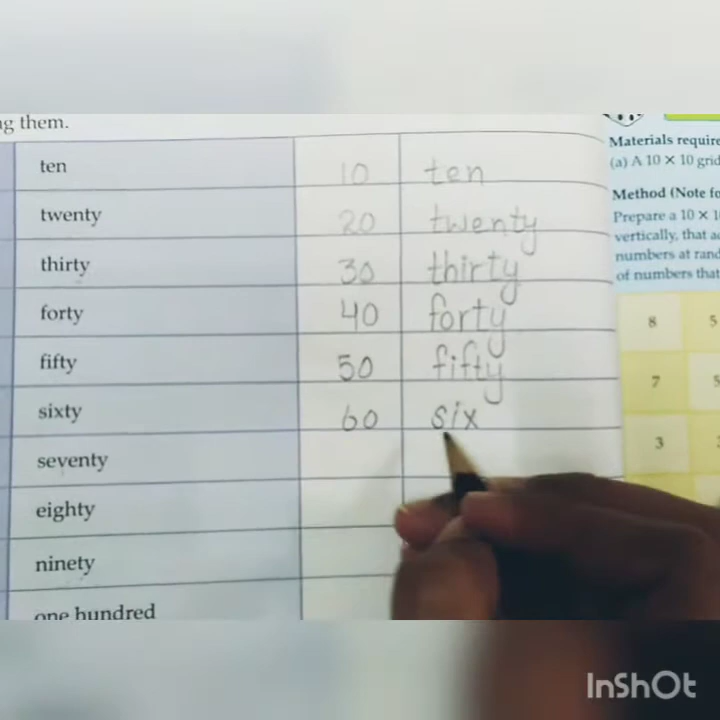 g them.
ten 10 ten
twenty 20 twenty
thirty 30 thirty
forty 40 forty
fifty 50 fifty
sixty 60 six
seventy
eighty
ninety
one hundred
Materials require
(a) A 10 × 10 grid
Method (Note fo
Prepare a 10 × 1
vertically, that a
numbers at rand
of numbers that
8 5
7 5
3
InShOt